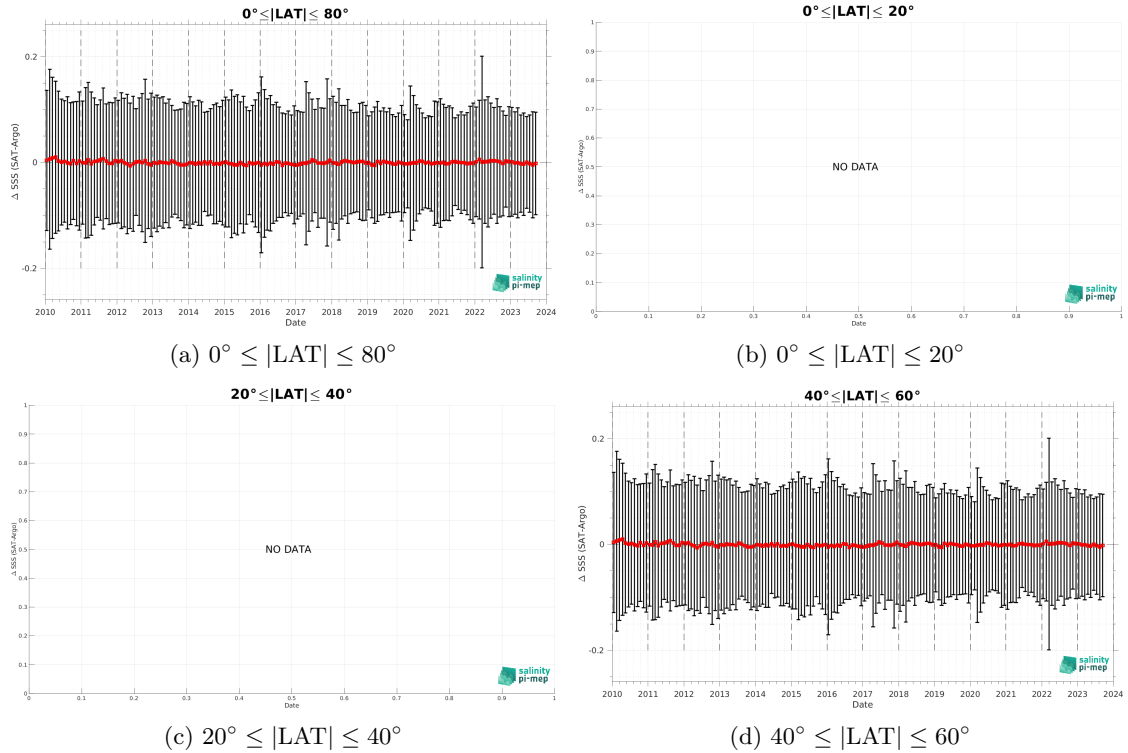 0°≤|LAT|≤ 80°
Δ SSS (SAT-Argo)
0.2
0
-0.2
2010 2011 2012 2013 2014 2015 2016 2017 2018 2019 2020 2021 2022 2023 2024
Date
salinity
pi-mep
(a) 0° ≤ |LAT| ≤ 80°
0°≤|LAT|≤ 20°
Δ SSS (SAT-Argo)
1
0.9
0.8
0.7
0.6
0.5
0.4
0.3
0.2
0.1
0
NO DATA
0 0.1 0.2 0.3 0.4 0.5 0.6 0.7 0.8 0.9 1
Date
salinity
pi-mep
(b) 0° ≤ |LAT| ≤ 20°
20°≤|LAT|≤ 40°
Δ SSS (SAT-Argo)
1
0.9
0.8
0.7
0.6
0.5
0.4
0.3
0.2
0.1
0
NO DATA
0 0.1 0.2 0.3 0.4 0.5 0.6 0.7 0.8 0.9 1
Date
salinity
pi-mep
(c) 20° ≤ |LAT| ≤ 40°
40°≤|LAT|≤ 60°
Δ SSS (SAT-Argo)
0.2
0
-0.2
2010 2011 2012 2013 2014 2015 2016 2017 2018 2019 2020 2021 2022 2023 2024
Date
salinity
pi-mep
(d) 40° ≤ |LAT| ≤ 60°